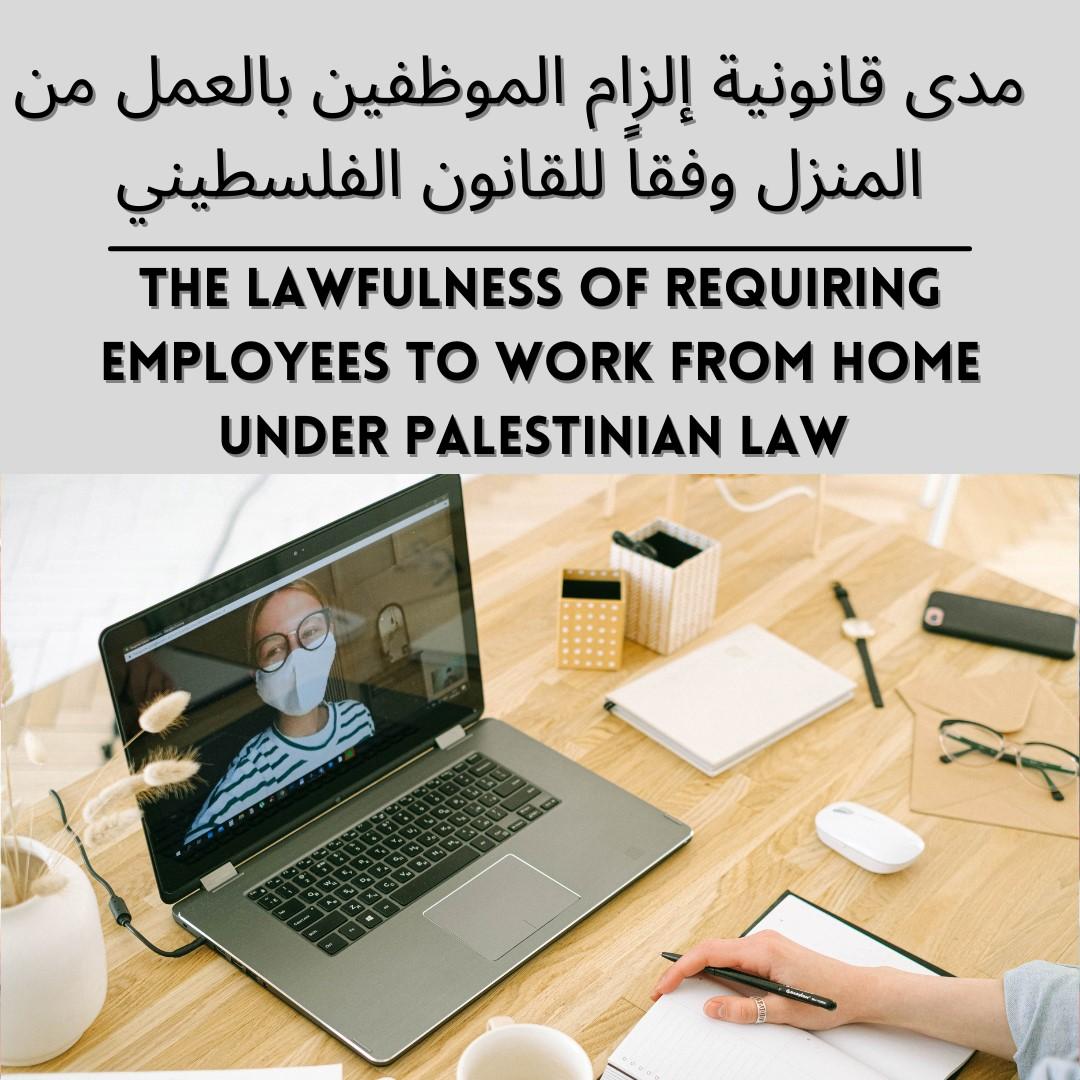 مدى قانونية إلزام الموظفين بالعمل من
المنزل وفقاً للقانون الفلسطيني
THE LAWFULNESS OF REQUIRING
EMPLOYEES TO WORK FROM HOME
UNDER PALESTINIAN LAW